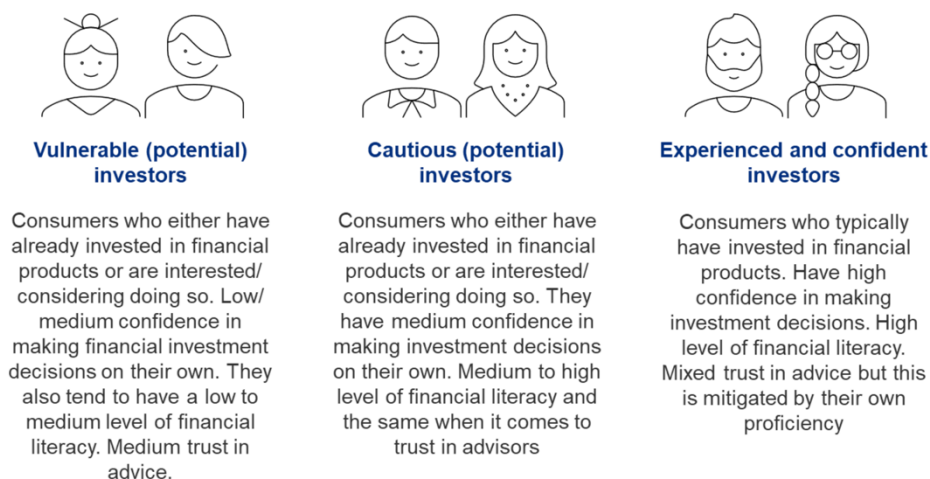 Vulnerable (potential)
investors
Consumers who either have
already invested in financial
products or are interested/
considering doing so. Low/
medium confidence in
making financial investment
decisions on their own. They
also tend to have a low to
medium level of financial
literacy. Medium trust in
advice.
Cautious (potential)
investors
Consumers who either have
already invested in financial
products or are interested/
considering doing so. They
have medium confidence in
making investment decisions
on their own. Medium to high
level of financial literacy and
the same when it comes to
trust in advisors
Experienced and confident
investors
Consumers who typically
have invested in financial
products. Have high
confidence in making
investment decisions. High
level of financial literacy.
Mixed trust in advice but this
is mitigated by their own
proficiency